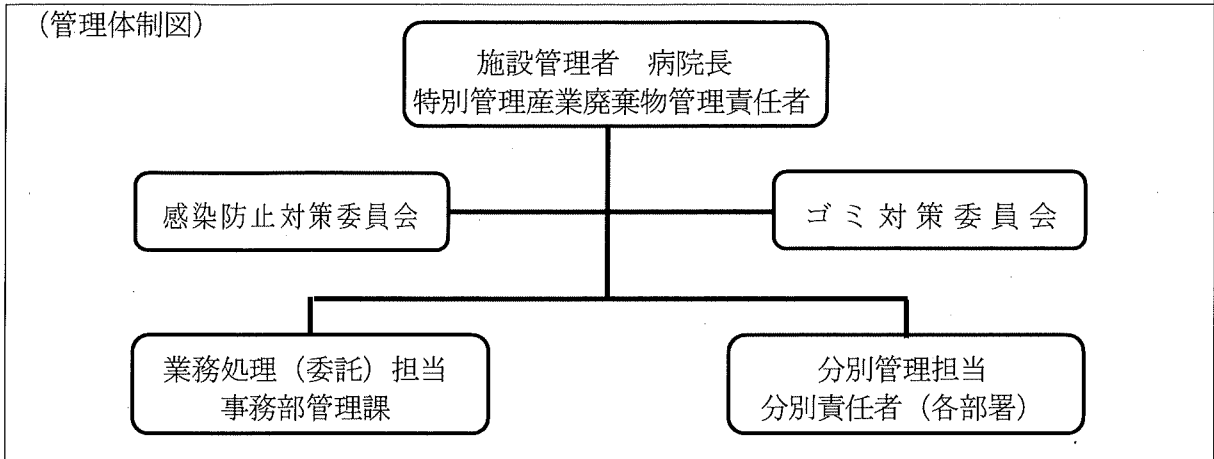 (管理体制図)
施設管理者　病院長
特別管理産業廃棄物管理責任者
感染防止対策委員会
ゴミ対策委員会
業務処理（委託）担当
事務部管理課
分別管理担当
分別責任者（各部署）